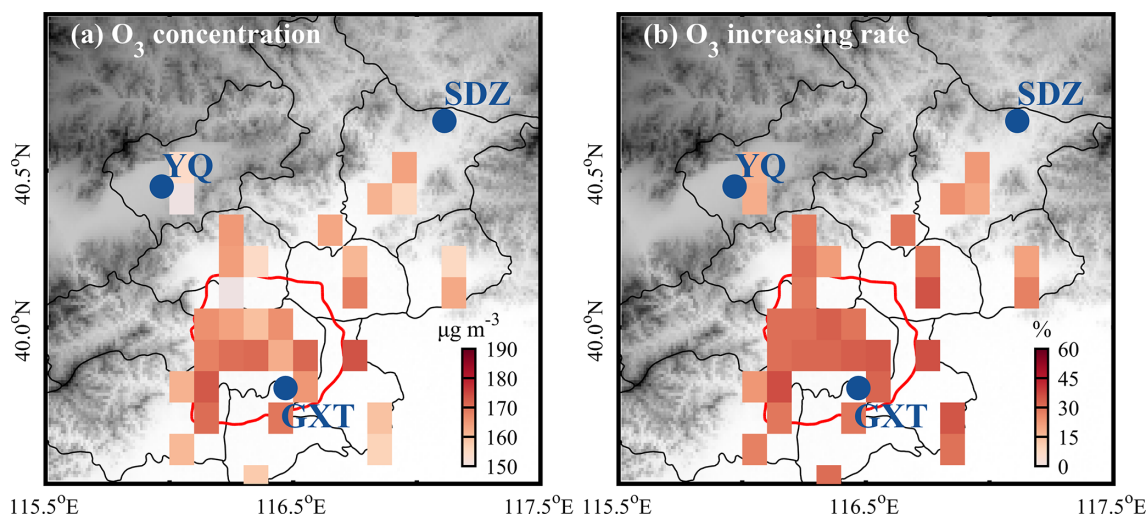 (a) O₃ concentration
SDZ
YQ
GXT
40.5°N
40.0°N
µg m⁻³
190
180
170
160
150
115.5°E
116.5°E
117.5°E
(b) O₃ increasing rate
SDZ
YQ
GXT
40.5°N
40.0°N
%
60
45
30
15
0
115.5°E
116.5°E
117.5°E